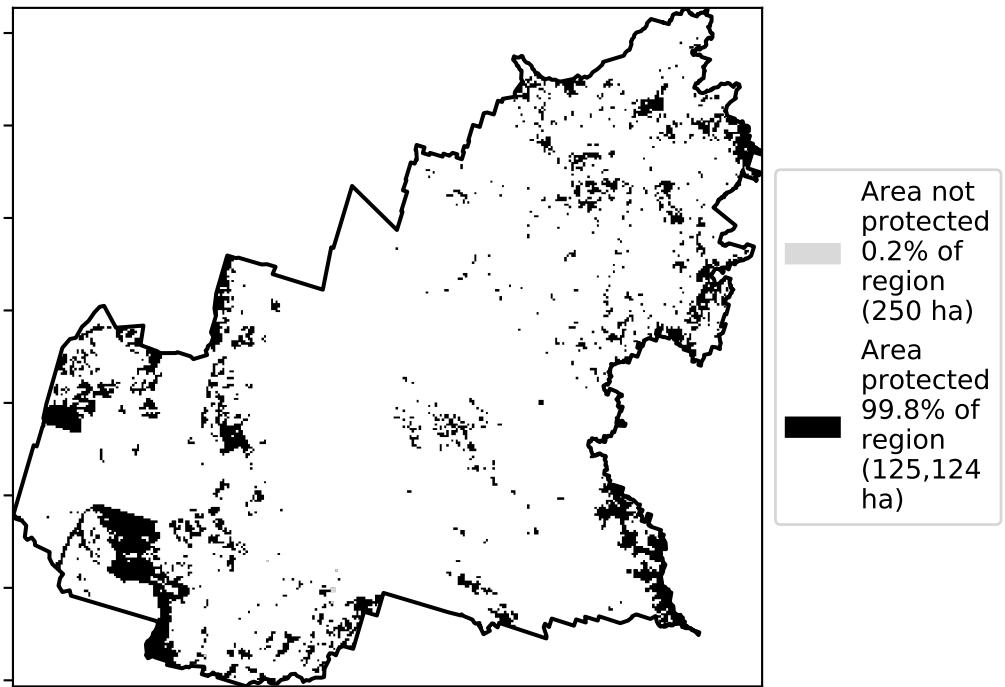 Area not
protected
0.2% of
region
(250 ha)
Area
protected
99.8% of
region
(125,124
ha)